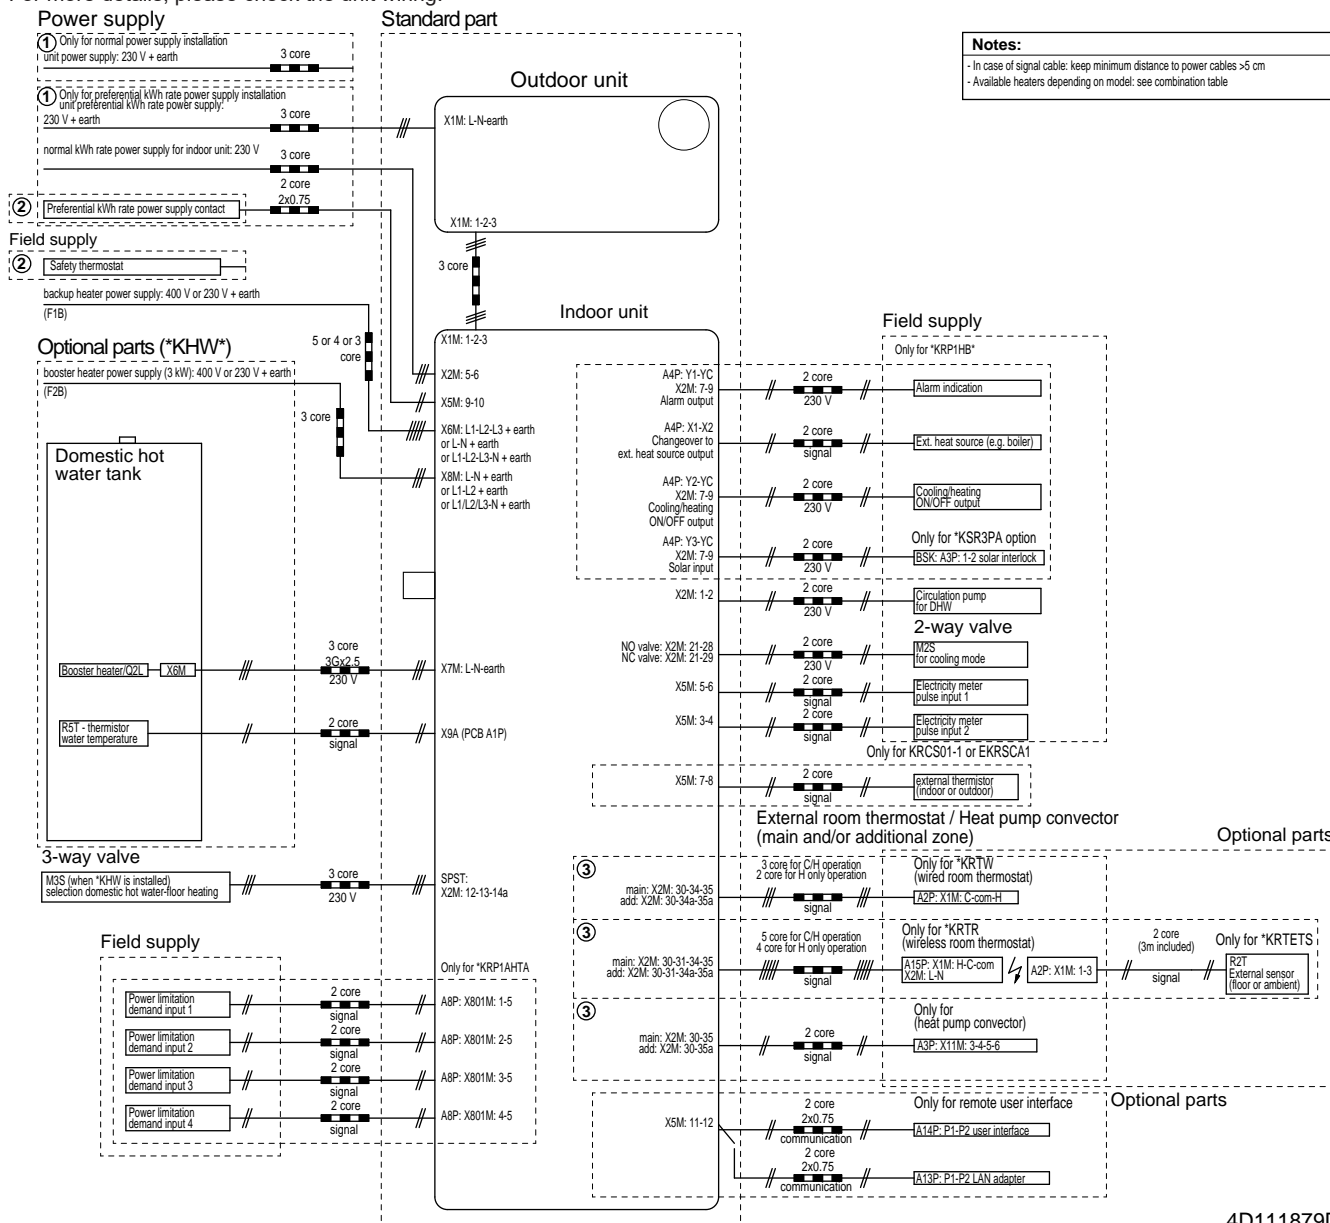 Power supply
① Only for normal power supply installation
unit power supply: 230 V + earth
3 core
① Only for preferential kWh rate power supply installation
unit preferential kWh rate power supply:
230 V + earth
3 core
normal kWh rate power supply for indoor unit: 230 V
3 core
2 core
2x0.75
② Preferential kWh rate power supply contact
Field supply
② Safety thermostat
backup heater power supply: 400 V or 230 V + earth
(F1B)
5 or 4 or 3
core
Optional parts (*KHW*)
booster heater power supply (3 kW): 400 V or 230 V + earth
(F2B)
3 core
Domestic hot
water tank
Booster heater/Q2L
X6M
3 core
3Gx2.5
230 V
R5T - thermistor
water temperature
2 core
signal
3-way valve
M3S (when *KHW is installed)
selection domestic hot water-floor heating
3 core
230 V
Field supply
Power limitation
demand input 1
2 core
signal
Power limitation
demand input 2
2 core
signal
Power limitation
demand input 3
2 core
signal
Power limitation
demand input 4
2 core
signal
Standard part
Outdoor unit
X1M: L-N-earth
X1M: 1-2-3
3 core
Indoor unit
X1M: 1-2-3
X2M: 5-6
X5M: 9-10
X6M: L1-L2-L3 + earth
or L-N + earth
or L1-L2-L3-N + earth
X8M: L-N + earth
or L1-L2 + earth
or L1/L2/L3-N + earth
X7M: L-N-earth
X9A (PCB A1P)
SPST:
X2M: 12-13-14a
Only for *KRP1AHTA
A8P: X801M: 1-5
A8P: X801M: 2-5
A8P: X801M: 3-5
A8P: X801M: 4-5
Notes:
- In case of signal cable: keep minimum distance to power cables >5 cm
- Available heaters depending on model: see combination table
Field supply
Only for *KRP1HB*
A4P: Y1-YC
X2M: 7-9
Alarm output
2 core
230 V
Alarm indication
A4P: X1-X2
Changeover to
ext. heat source output
2 core
signal
Ext. heat source (e.g. boiler)
A4P: Y2-YC
X2M: 7-9
Cooling/heating
ON/OFF output
2 core
230 V
Cooling/heating
ON/OFF output
A4P: Y3-YC
X2M: 7-9
Solar input
2 core
230 V
Only for *KSR3PA option
BSK: A3P: 1-2 solar interlock
X2M: 1-2
2 core
230 V
Circulation pump
for DHW
2-way valve
NO valve: X2M: 21-28
NC valve: X2M: 21-29
2 core
230 V
M2S
for cooling mode
X5M: 5-6
2 core
signal
Electricity meter
pulse input 1
X5M: 3-4
2 core
signal
Electricity meter
pulse input 2
Only for KRCS01-1 or EKRSCA1
X5M: 7-8
2 core
signal
external thermistor
(indoor or outdoor)
External room thermostat / Heat pump convector
(main and/or additional zone)
Optional parts
③
main: X2M: 30-34-35
add: X2M: 30-34a-35a
3 core for C/H operation
2 core for H only operation
signal
Only for *KRTW
(wired room thermostat)
A2P: X1M: C-com-H
③
main: X2M: 30-31-34-35
add: X2M: 30-31-34a-35a
5 core for C/H operation
4 core for H only operation
signal
Only for *KRTR
(wireless room thermostat)
A15P: X1M: H-C-com
X2M: L-N
A2P: X1M: 1-3
2 core
(3m included)
signal
Only for *KRTETS
R2T
External sensor
(floor or ambient)
③
main: X2M: 30-35
add: X2M: 30-35a
2 core
signal
Only for
(heat pump convector)
A3P: X11M: 3-4-5-6
Optional parts
X5M: 11-12
2 core
2x0.75
communication
Only for remote user interface
A14P: P1-P2 user interface
2 core
2x0.75
communication
A13P: P1-P2 LAN adapter